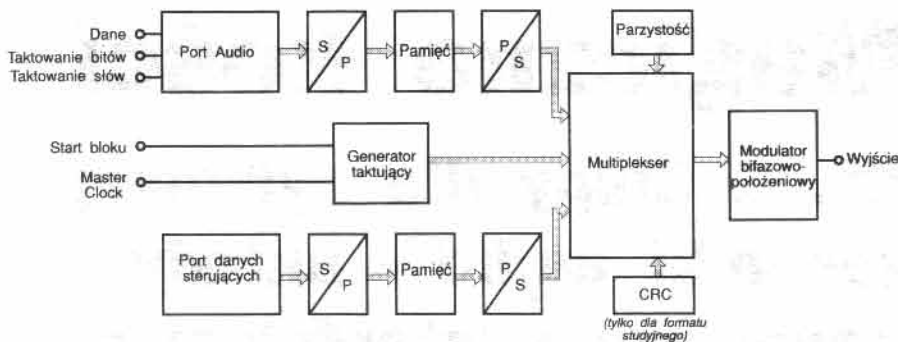 Dane
Taktowanie bitów
Taktowanie słów
Port Audio
S
P
Pamięć
P
S
Parzystość
Start bloku
Master
Clock
Generator
taktujący
Multiplekser
Modulator
bifazowo-
położeniowy
Wyjście
Port danych
sterujących
S
P
Pamięć
P
S
CRC
(tylko dla formatu
studyjnego)